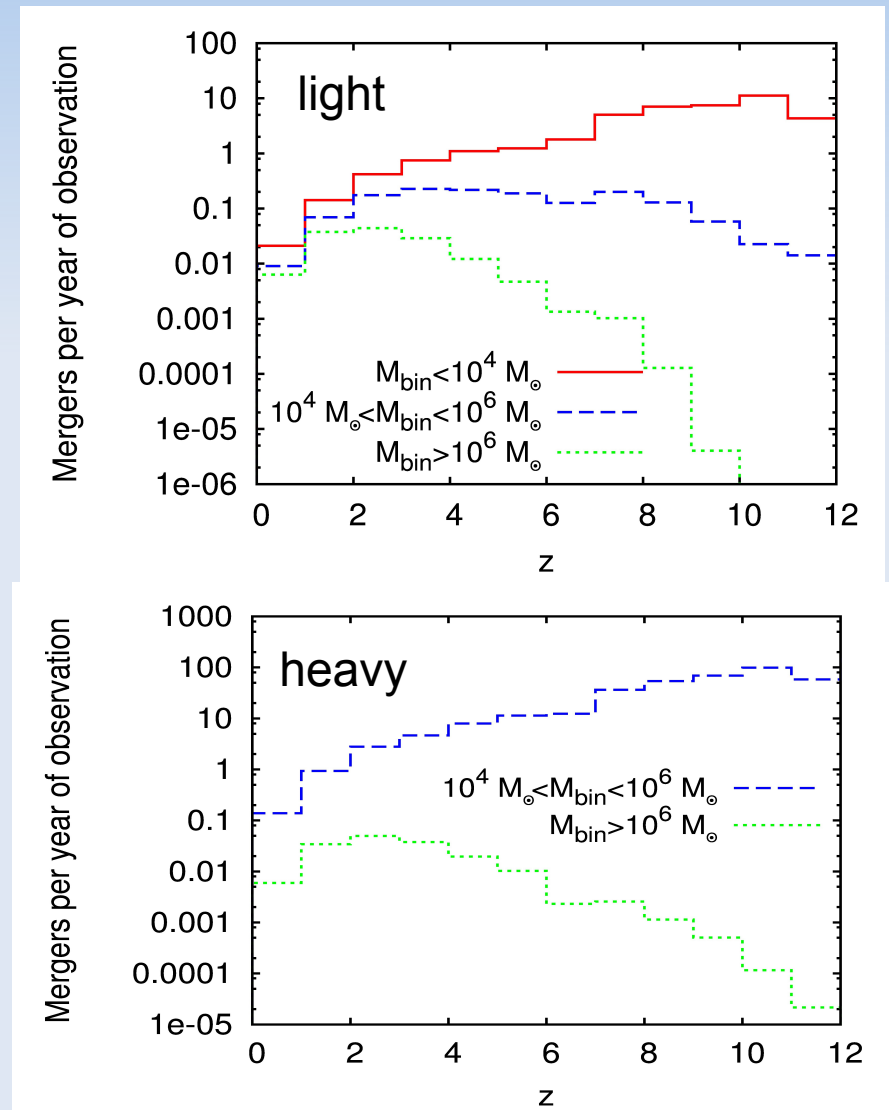 Mergers per year of observation
light
100
10
1
0.1
0.01
0.001
0.0001
1e-05
1e-06
M_bin<10^4 M_☉
10^4 M_☉<M_bin<10^6 M_☉
M_bin>10^6 M_☉
0 2 4 6 8 10 12
z
Mergers per year of observation
heavy
1000
100
10
1
0.1
0.01
0.001
0.0001
1e-05
10^4 M_☉<M_bin<10^6 M_☉
M_bin>10^6 M_☉
0 2 4 6 8 10 12
z